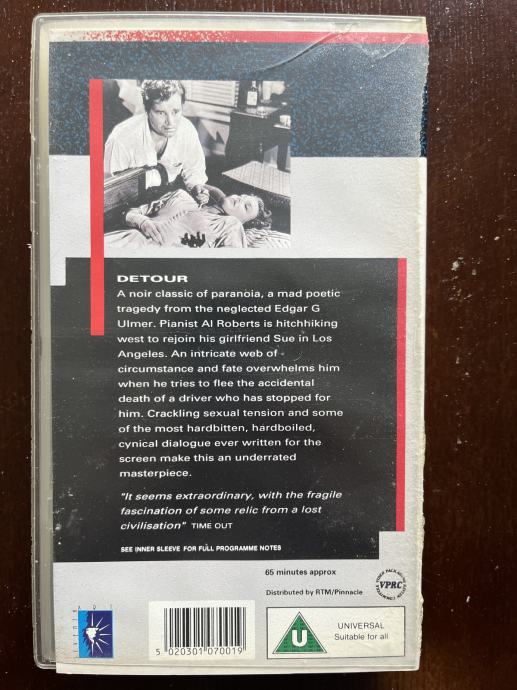 DETOUR
A noir classic of paranoia, a mad poetic
tragedy from the neglected Edgar G
Ulmer. Pianist Al Roberts is hitchhiking
west to rejoin his girlfriend Sue in Los
Angeles. An intricate web of
circumstance and fate overwhelms him
when he tries to flee the accidental
death of a driver who has stopped for
him. Crackling sexual tension and some
of the most hardbitten, hardboiled,
cynical dialogue ever written for the
screen make this an underrated
masterpiece.
"It seems extraordinary, with the fragile
fascination of some relic from a lost
civilisation" TIME OUT
SEE INNER SLEEVE FOR FULL PROGRAMME NOTES
65 minutes approx
Distributed by RTM/Pinnacle
VPRC
5 020301 070019
U
UNIVERSAL
Suitable for all